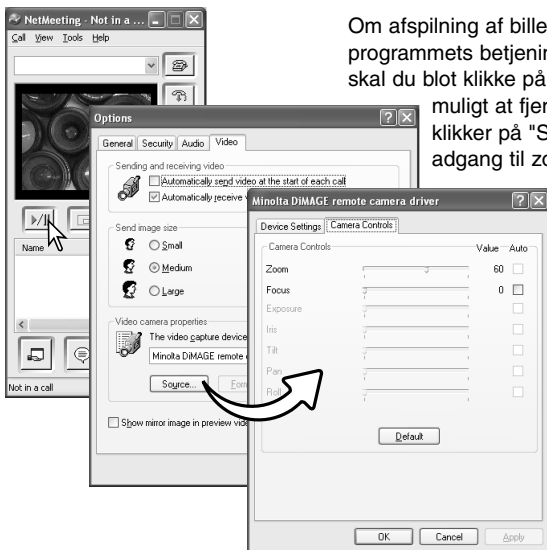 NetMeeting - Not in a ...
Call View Tools Help
Om afspilning af bille
programmets betjenin
skal du blot klikke på
muligt at fjer
klikker på "S
adgang til zo
Name
Not in a call
Options
General Security Audio Video
Sending and receiving video
Automatically send video at the start of each call
Automatically receive
Send image size
Small
Medium
Large
Video camera properties
The video capture device
Minolta DiMAGE remote
Source...
Show mirror image in preview vide
Minolta DiMAGE remote camera driver
Device Settings Camera Controls
Camera Controls Value Auto
Zoom 60
Focus 0
Exposure
Iris
Tilt
Pan
Roll
Default
OK Cancel Apply